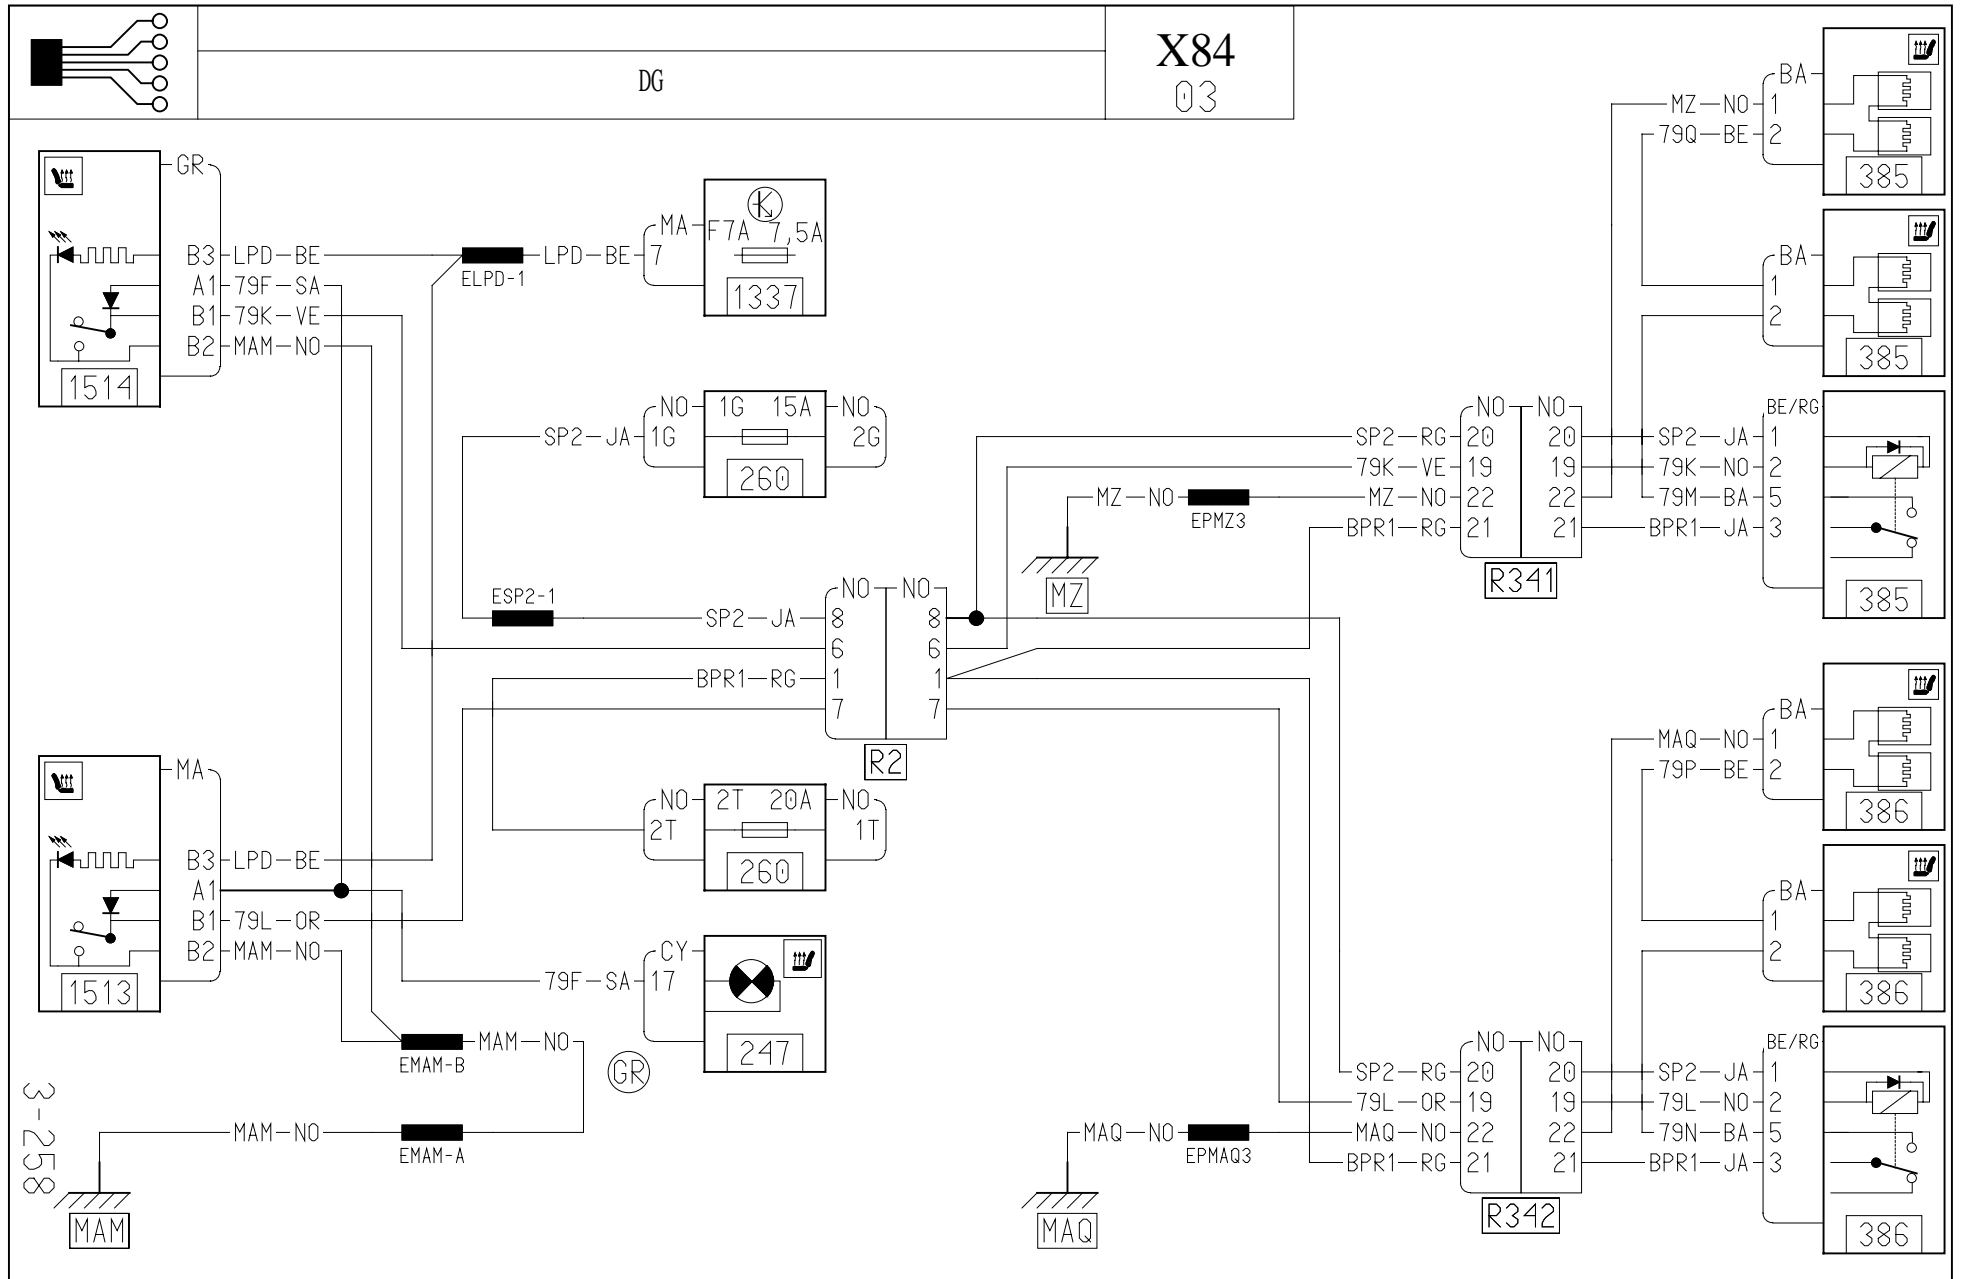 DG
X84
03
GR
B3 LPD BE
A1 79F SA
B1 79K VE
B2 MAM NO
1514
ELPD-1
LPD BE
MA
7
F7A 7,5A
1337
NO 1G 15A NO
SP2 JA 1G 2G
260
ESP2-1
SP2 JA
NO NO
8 8
6 6
BPR1 RG 1 1
7 7
R2
NO 2T 20A NO
2T 1T
260
MA
B3 LPD BE
A1
B1 79L OR
B2 MAM NO
1513
CY
79F SA 17
247
GR
MAM NO
EMAM-B
MAM NO
EMAM-A
MAM
3-258
NO NO
SP2 RG 20 20 SP2 JA 1
79K VE 19 19 79K NO 2
MZ NO MZ NO 22 22 79M BA 5
EPMZ3
BPR1 RG 21 21 BPR1 JA 3
MZ
R341
BA
MZ NO 1
79Q BE 2
385
BA
1
2
385
BE/RG
385
BA
MAQ NO 1
79P BE 2
386
BA
1
2
386
BE/RG
NO NO
SP2 RG 20 20 SP2 JA 1
79L OR 19 19 79L NO 2
MAQ NO MAQ NO 22 22 79N BA 5
EPMAQ3
BPR1 RG 21 21 BPR1 JA 3
MAQ
R342
386